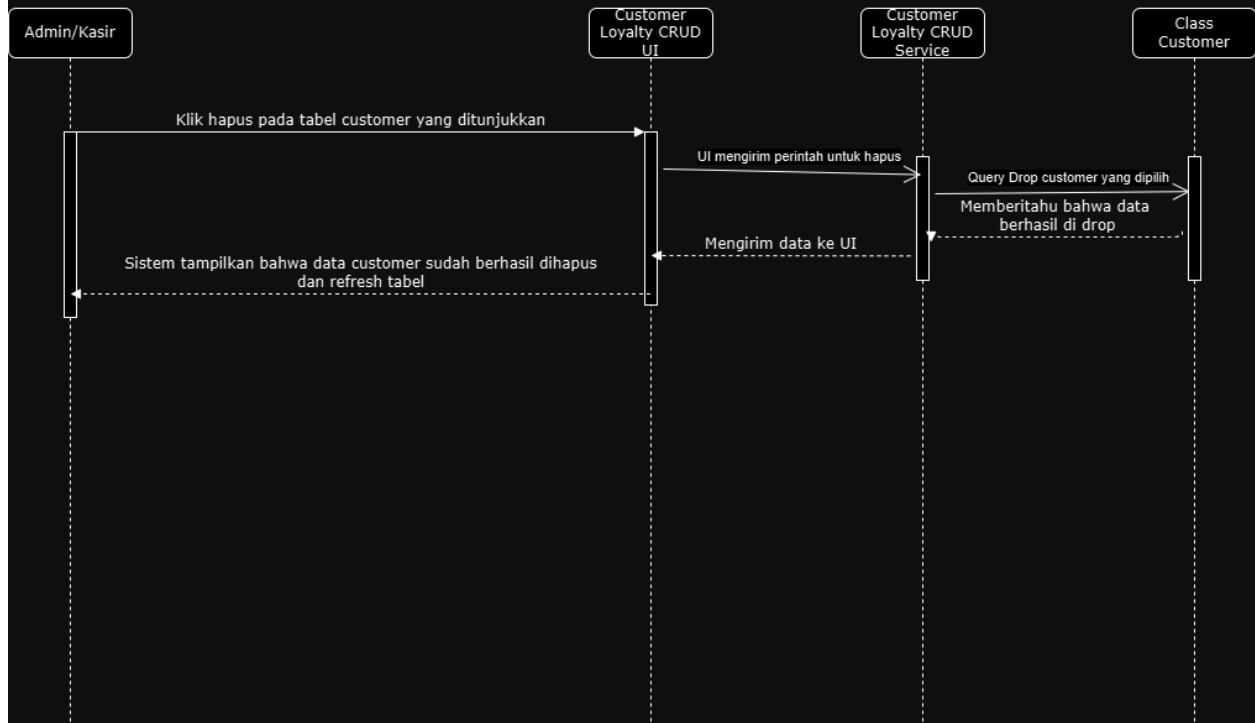 Admin/Kasir
Customer
Loyalty CRUD
UI
Customer
Loyalty CRUD
Service
Class
Customer
Klik hapus pada tabel customer yang ditunjukkan
UI mengirim perintah untuk hapus
Query Drop customer yang dipilih
Memberitahu bahwa data
berhasil di drop
Mengirim data ke UI
Sistem tampilkan bahwa data customer sudah berhasil dihapus
dan refresh tabel